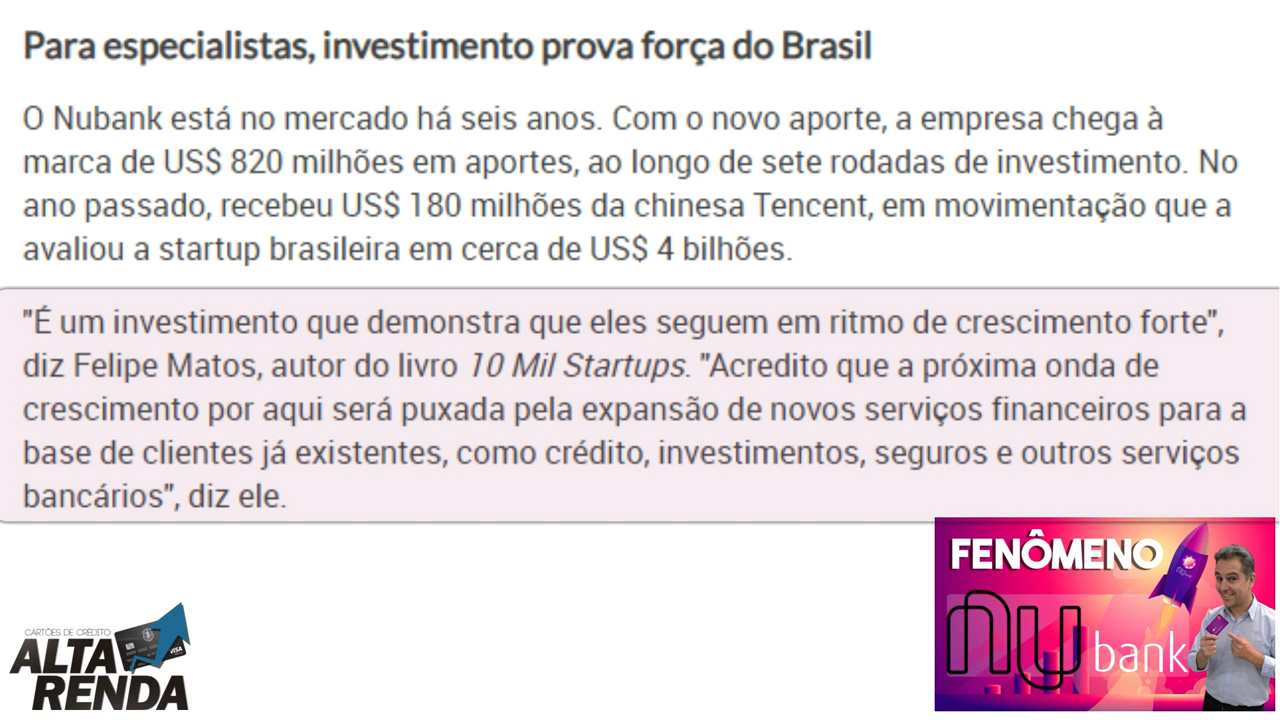 Para especialistas, investimento prova força do Brasil
O Nubank está no mercado há seis anos. Com o novo aporte, a empresa chega à
marca de US$ 820 milhões em aportes, ao longo de sete rodadas de investimento. No
ano passado, recebeu US$ 180 milhões da chinesa Tencent, em movimentação que a
avaliou a startup brasileira em cerca de US$ 4 bilhões.
"É um investimento que demonstra que eles seguem em ritmo de crescimento forte",
diz Felipe Matos, autor do livro 10 Mil Startups. "Acredito que a próxima onda de
crescimento por aqui será puxada pela expansão de novos serviços financeiros para a
base de clientes já existentes, como crédito, investimentos, seguros e outros serviços
bancários", diz ele.
FENÔMENO
nu bank
CARTÕES DE CRÉDITO
ALTA
RENDA
VISA